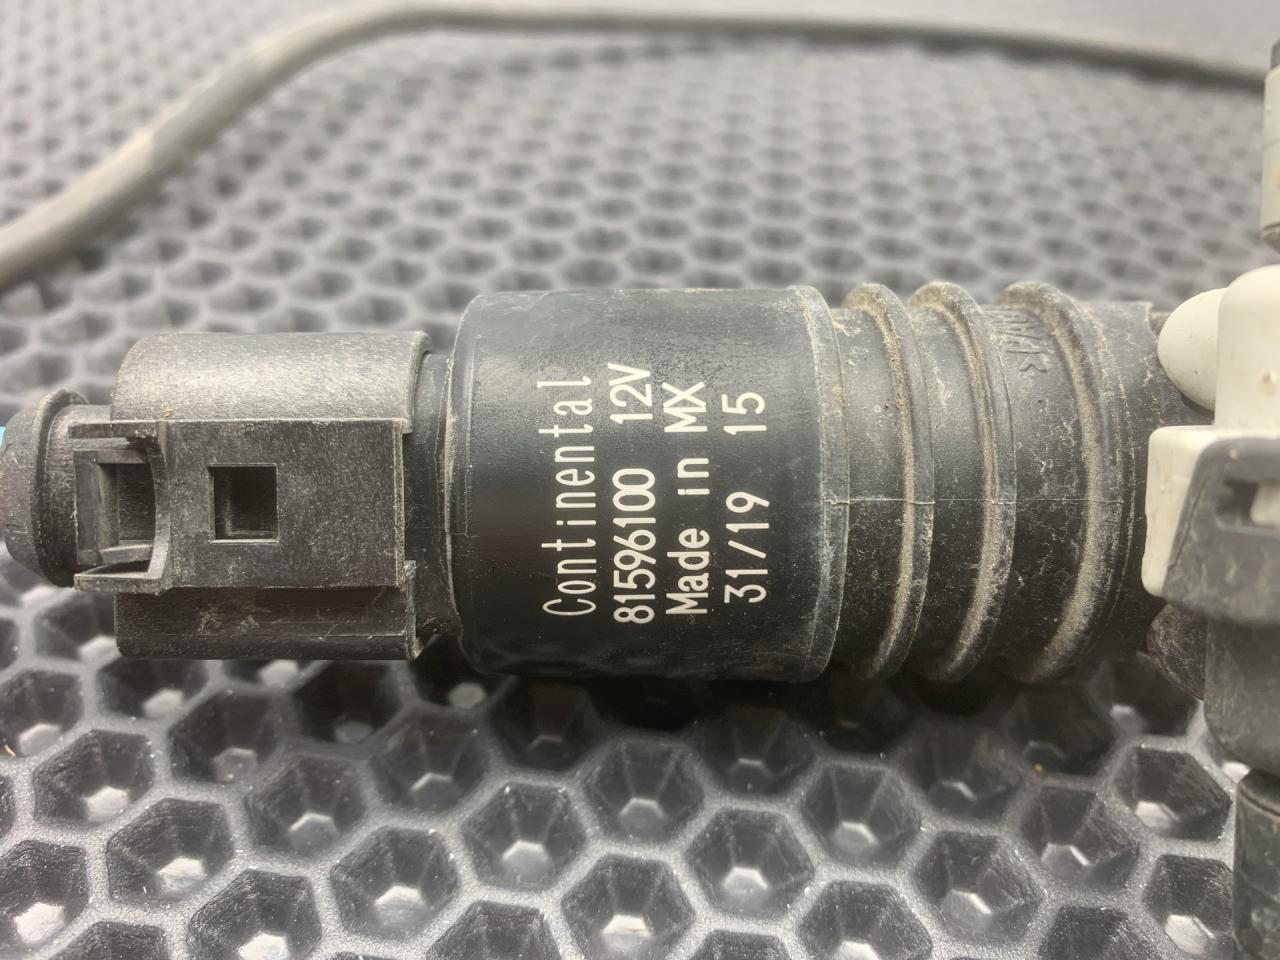 Continental
81596100 12V
Made in MX
31/19 15